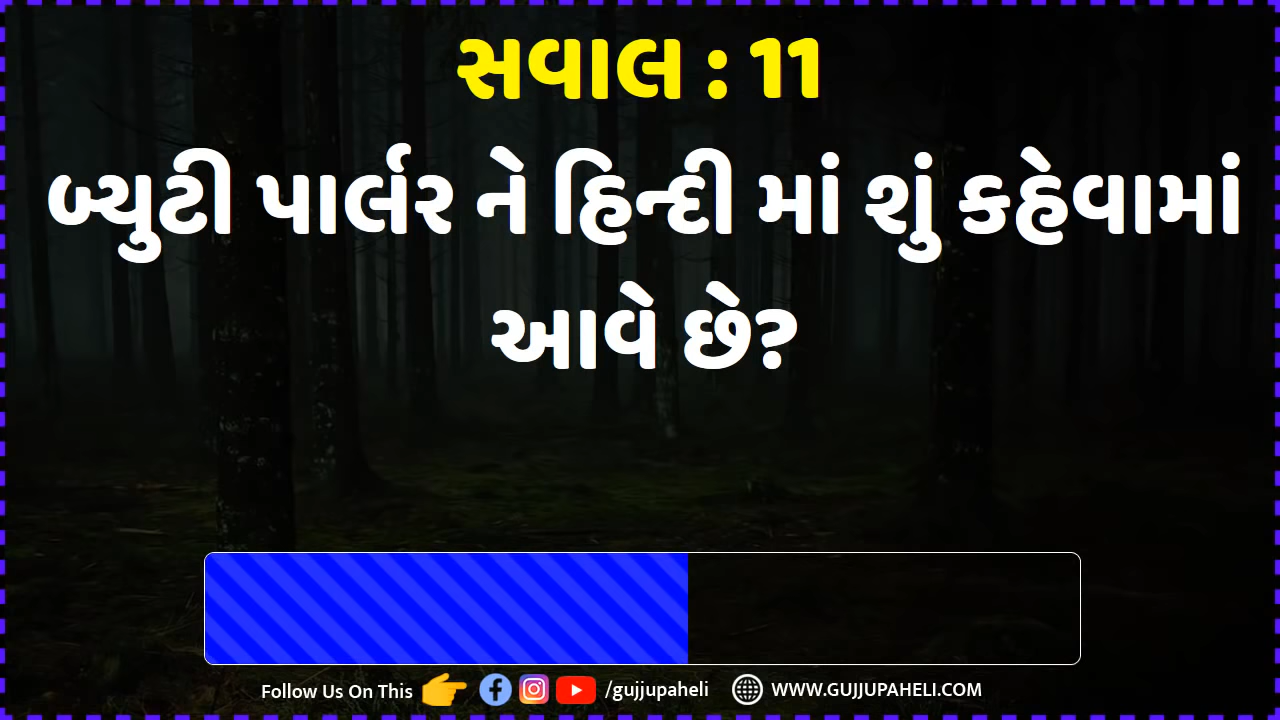 સવાલ : 11
બ્યુટી પાર્લર ને હિન્દી માં શું કહેવામાં
આવે છે?
Follow Us On This /gujjupaheli WWW.GUJJUPAHELI.COM